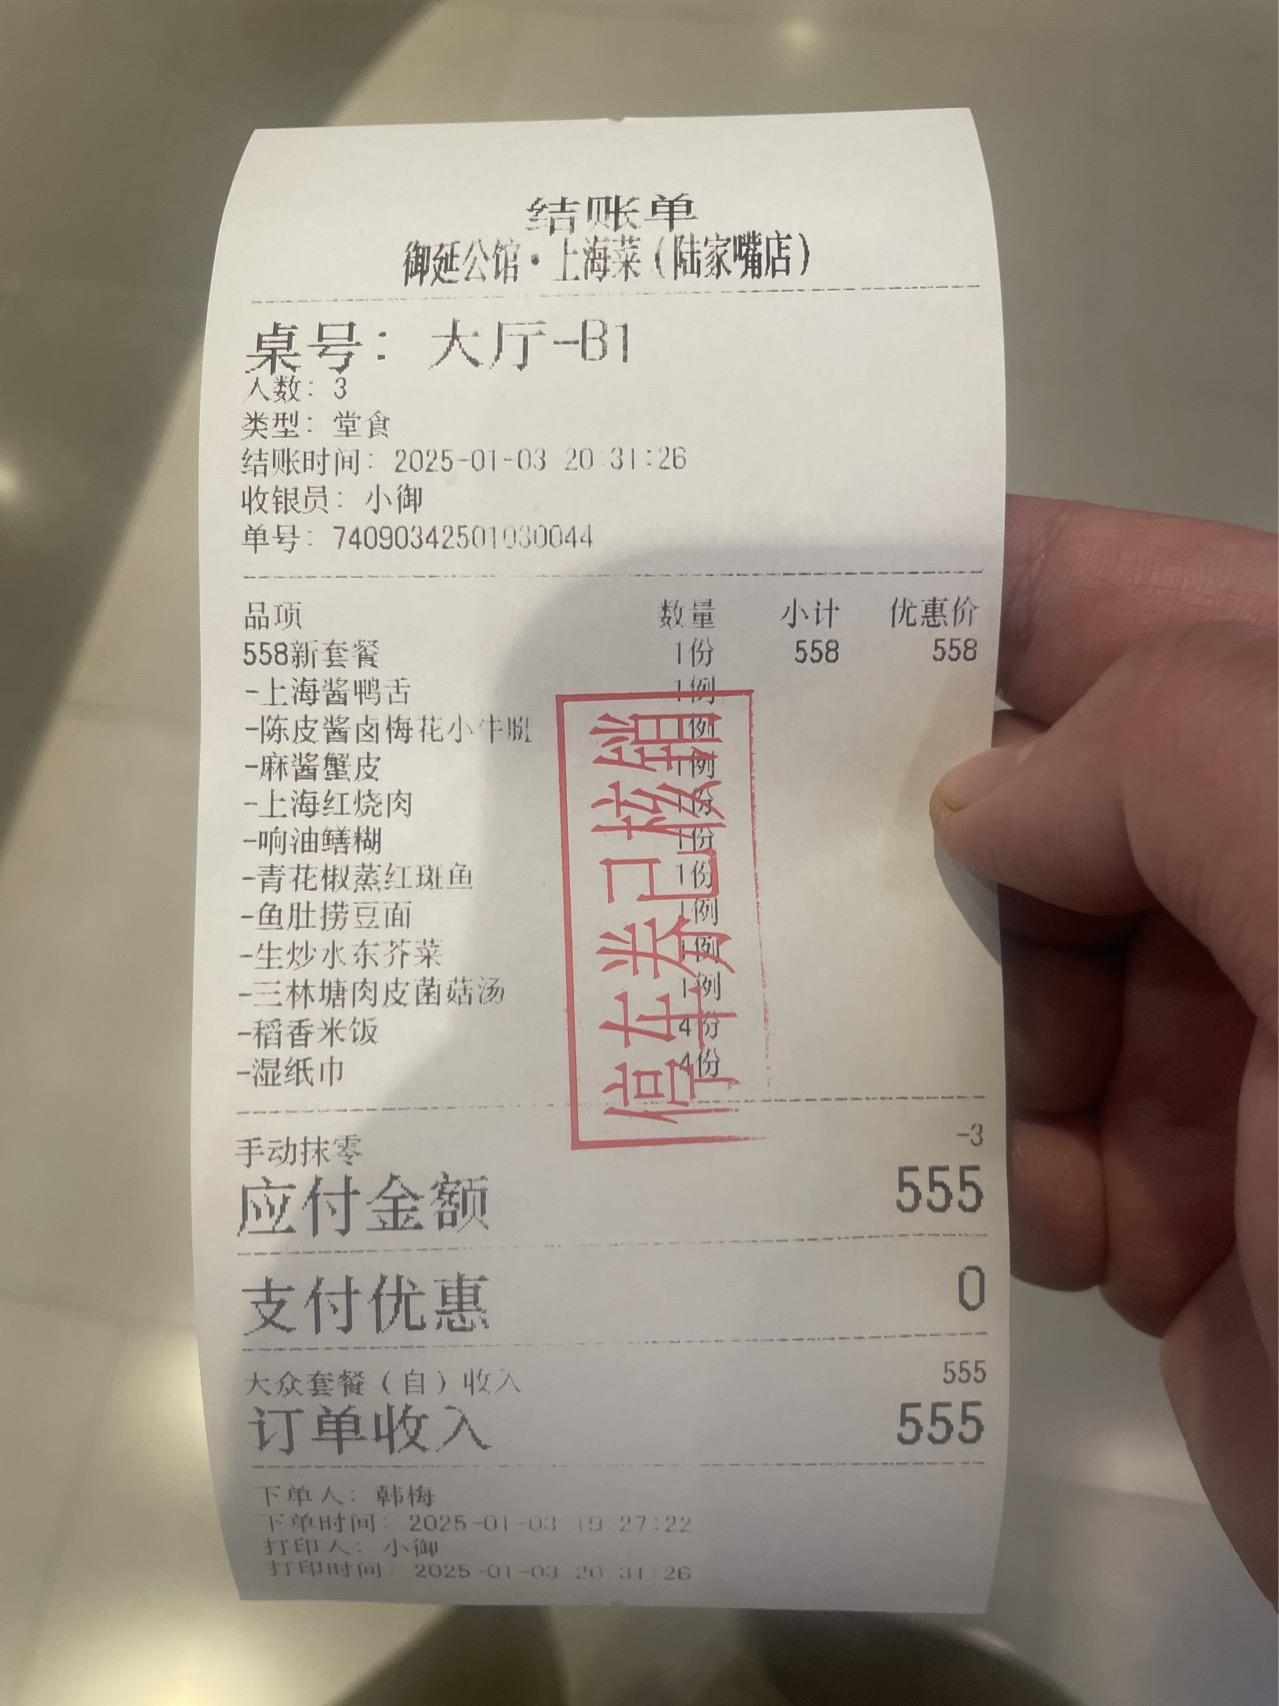 结账单
御延公馆·上海菜(陆家嘴店)
桌号: 大厅-B1
人数: 3
类型: 堂食
结账时间: 2025-01-03 20:31:26
收银员: 小御
单号: 74090342501030044
品项 数量 小计 优惠价
558新套餐 1份 558 558
-上海酱鸭舌 1例
-陈皮酱卤梅花小牛腱 1例
-麻酱蟹皮 1例
-上海红烧肉 1份
-响油鳝糊 1份
-青花椒蒸红斑鱼 1份
-鱼肚捞豆面 1例
-生炒水东芥菜 1例
-三林塘肉皮菌菇汤 1例
-稻香米饭 4份
-湿纸巾 4份
停车券已核销
手动抹零 -3
应付金额 555
支付优惠 0
大众套餐(自)收入 555
订单收入 555
下单人: 韩梅
下单时间: 2025-01-03 19:27:22
打印人: 小御
打印时间: 2025-01-03 20:31:26